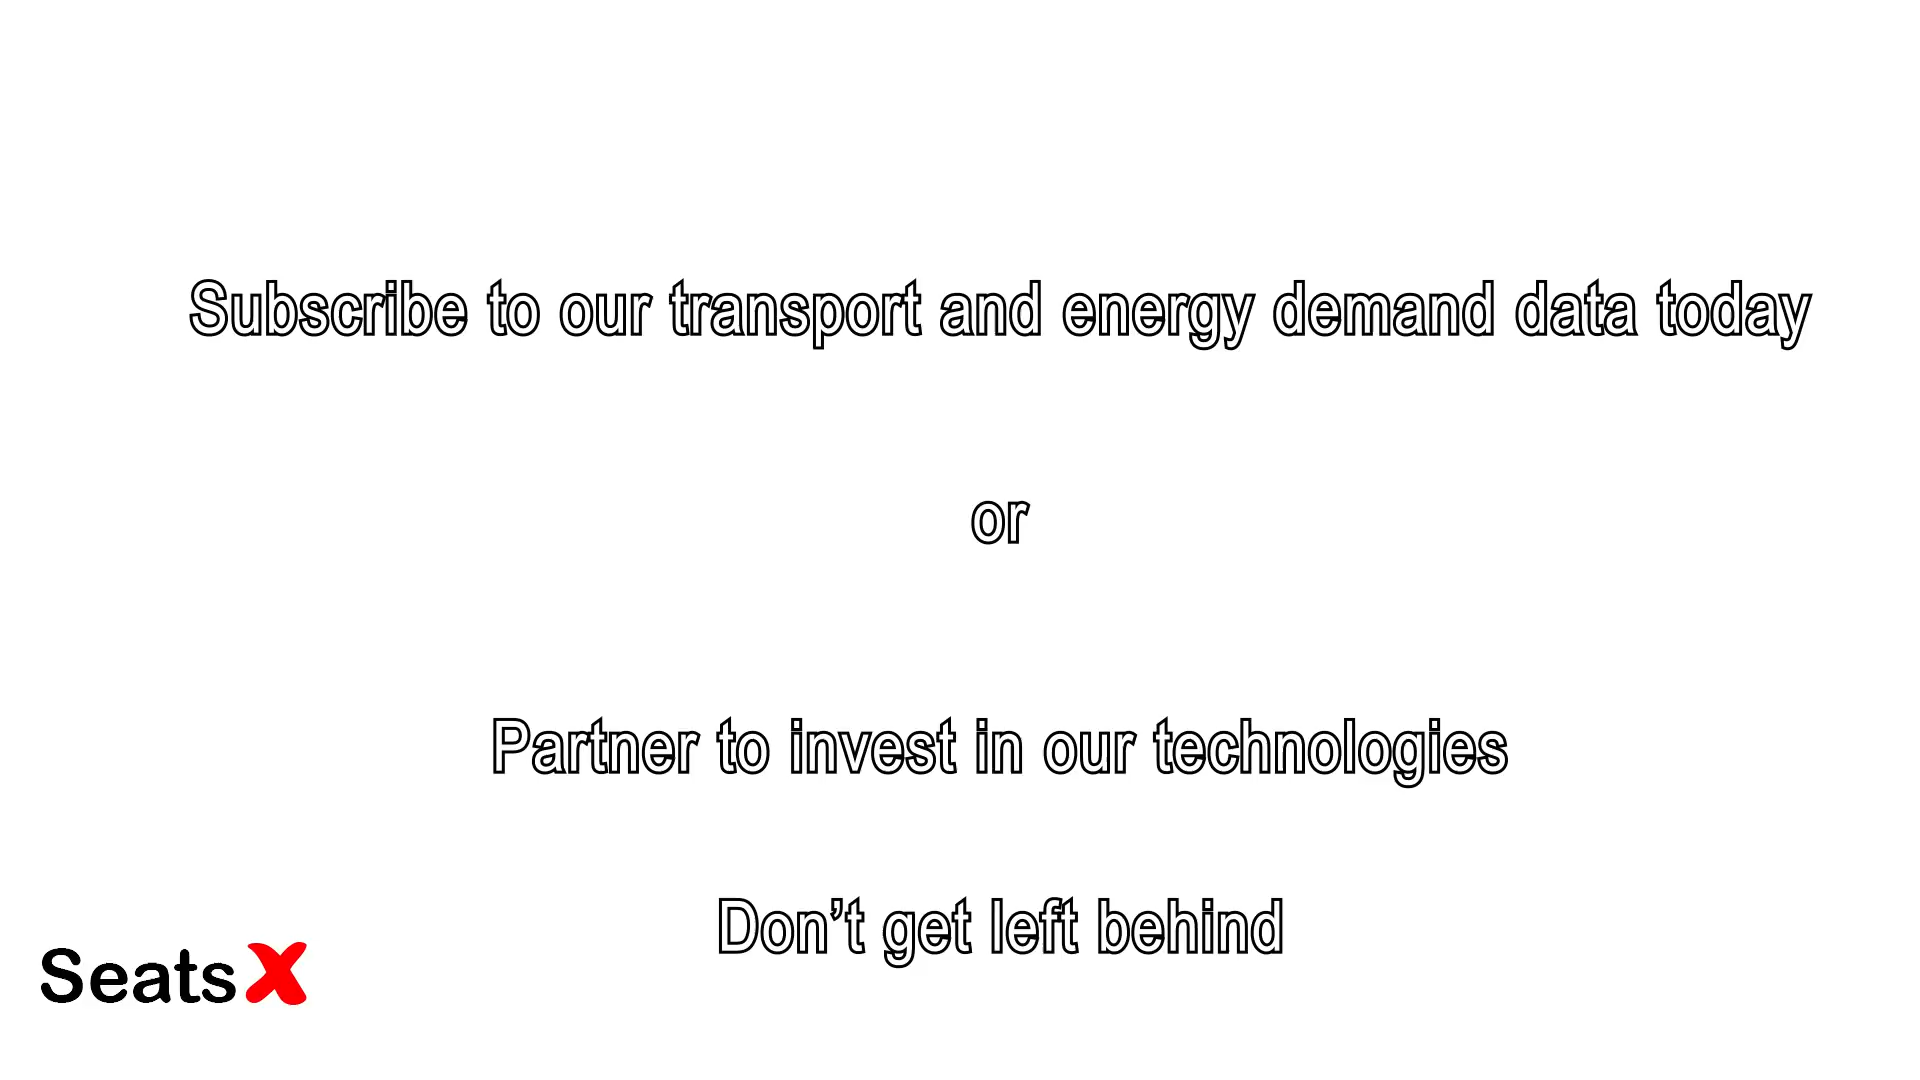 Subscribe to our transport and energy demand data today
or
Partner to invest in our technologies
Don’t get left behind
SeatsX